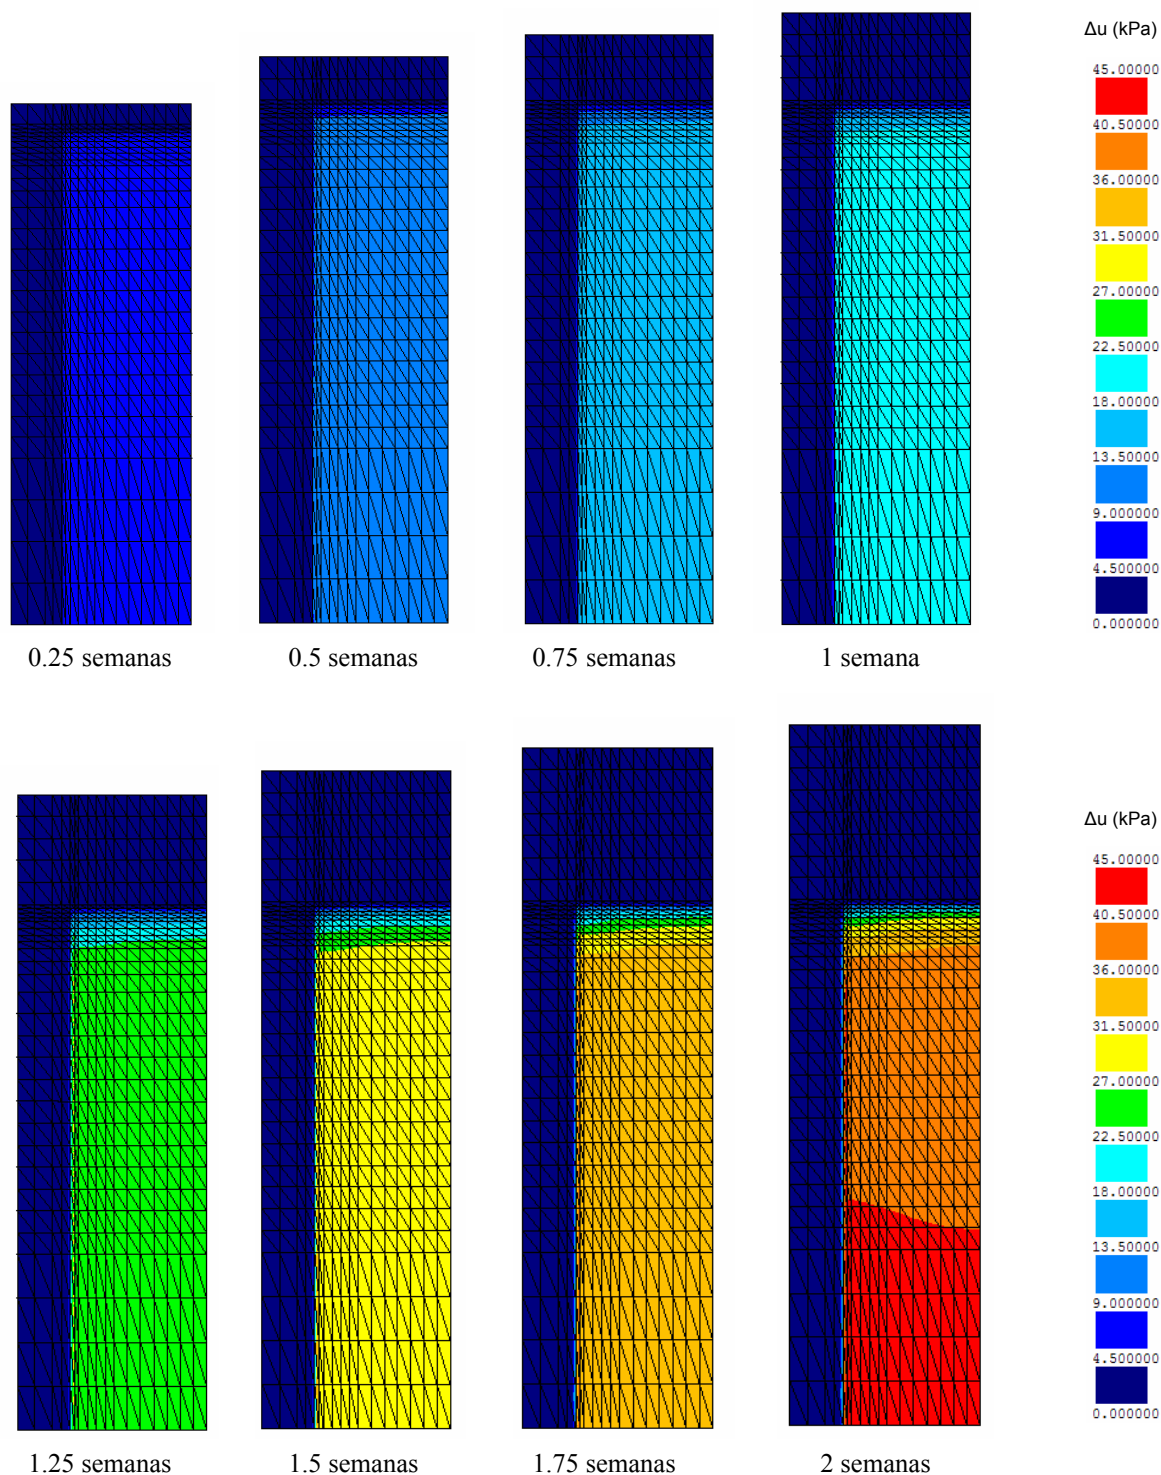 Δu (kPa)
45.00000
40.50000
36.00000
31.50000
27.00000
22.50000
18.00000
13.50000
9.000000
4.500000
0.000000
0.25 semanas
0.5 semanas
0.75 semanas
1 semana
Δu (kPa)
45.00000
40.50000
36.00000
31.50000
27.00000
22.50000
18.00000
13.50000
9.000000
4.500000
0.000000
1.25 semanas
1.5 semanas
1.75 semanas
2 semanas